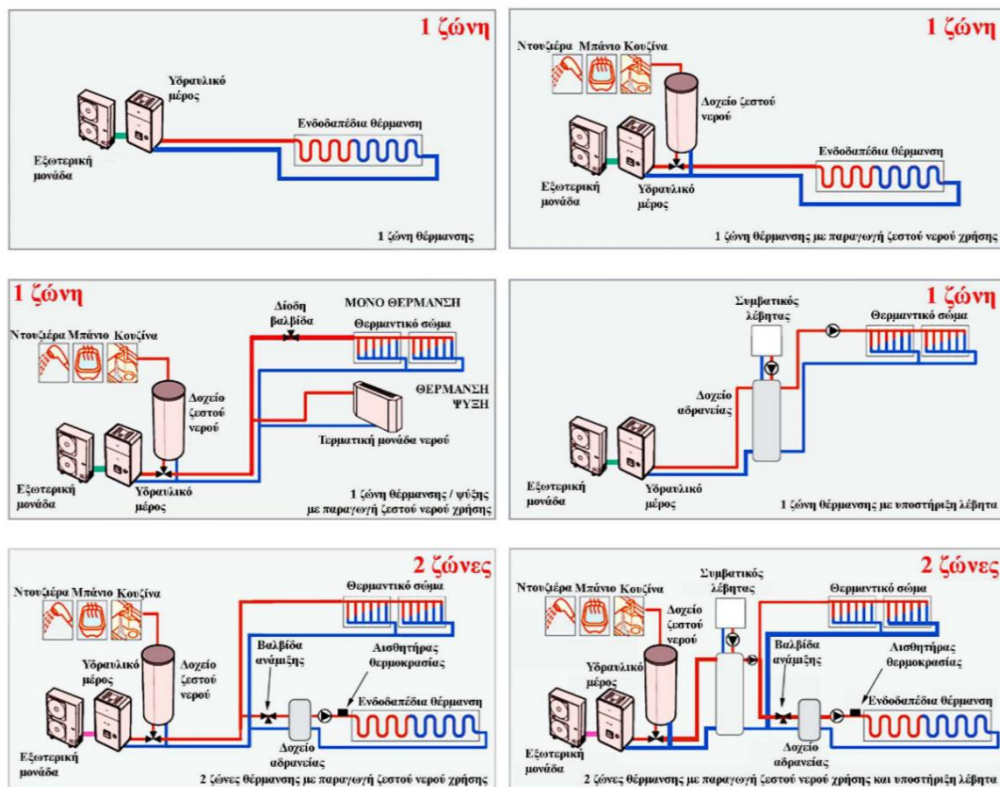 1 ζώνη
Υδραυλικό
μέρος
Ενδοδαπέδια θέρμανση
Εξωτερική
μονάδα
1 ζώνη θέρμανσης
1 ζώνη
Ντουζιέρα Μπάνιο Κουζίνα
Δοχείο ζεστού
νερού
Ενδοδαπέδια θέρμανση
Εξωτερική
μονάδα
Υδραυλικό
μέρος
1 ζώνη θέρμανσης με παραγωγή ζεστού νερού χρήσης
1 ζώνη
Δίοδη
βαλβίδα
ΜΟΝΟ ΘΕΡΜΑΝΣΗ
Θερμαντικό σώμα
Ντουζιέρα Μπάνιο Κουζίνα
Δοχείο
ζεστού
νερού
ΘΕΡΜΑΝΣΗ
ΨΥΞΗ
Τερματική μονάδα νερού
Εξωτερική
μονάδα
Υδραυλικό
μέρος
1 ζώνη θέρμανσης / ψύξης
με παραγωγή ζεστού νερού χρήσης
1 ζώνη
Συμβατικός
λέβητας
Θερμαντικό σώμα
Δοχείο
αδρανείας
Εξωτερική
μονάδα
Υδραυλικό
μέρος
1 ζώνη θέρμανσης με υποστήριξη λέβητα
2 ζώνες
Θερμαντικό σώμα
Ντουζιέρα Μπάνιο Κουζίνα
Υδραυλικό
μέρος
Δοχείο
ζεστού
νερού
Βαλβίδα
ανάμιξης
Αισθητήρας
θερμοκρασίας
Ενδοδαπέδια θέρμανση
Εξωτερική
μονάδα
Δοχείο
αδρανείας
2 ζώνες θέρμανσης με παραγωγή ζεστού νερού χρήσης
2 ζώνες
Συμβατικός
λέβητας
Θερμαντικό σώμα
Ντουζιέρα Μπάνιο Κουζίνα
Δοχείο
ζεστού
νερού
Υδραυλικό
μέρος
Βαλβίδα
ανάμιξης
Αισθητήρας
θερμοκρασίας
Ενδοδαπέδια θέρμανση
Εξωτερική
μονάδα
Δοχείο
αδρανείας
2 ζώνες θέρμανσης με παραγωγή ζεστού νερού χρήσης και υποστήριξη λέβητα